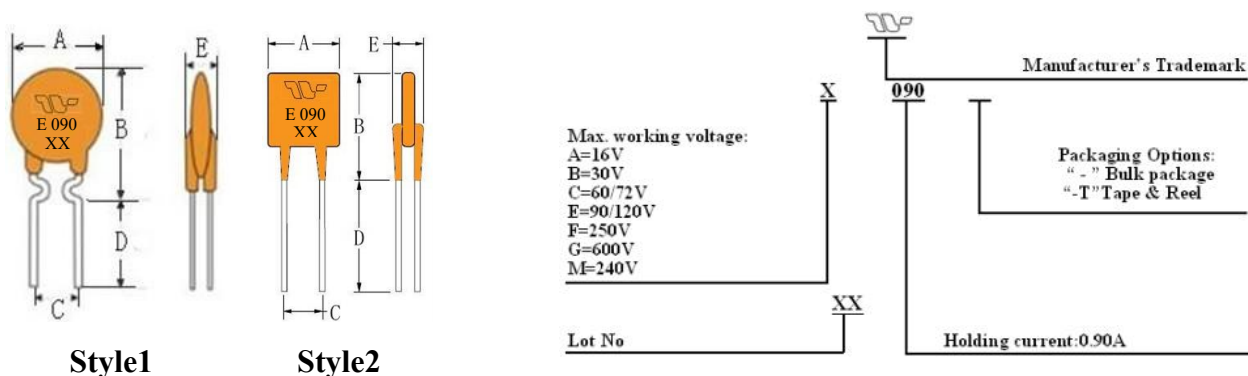 A
E
B
E 090
XX
D
C
Style1
A
E
B
E 090
XX
D
C
Style2
Manufacturer's Trademark
X
090
Max. working voltage:
A=16V
B=30V
C=60/72V
E=90/120V
F=250V
G=600V
M=240V
Packaging Options:
“ - ” Bulk package
“-T”Tape & Reel
XX
Lot No
Holding current:0.90A